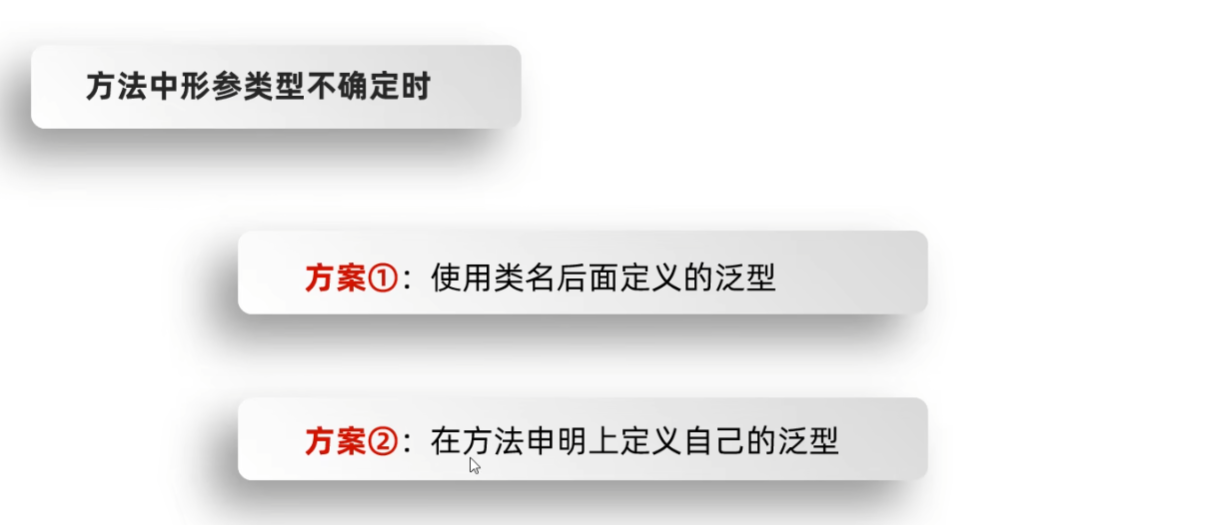 方法中形参类型不确定时
方案①：使用类名后面定义的泛型
方案②：在方法申明上定义自己的泛型